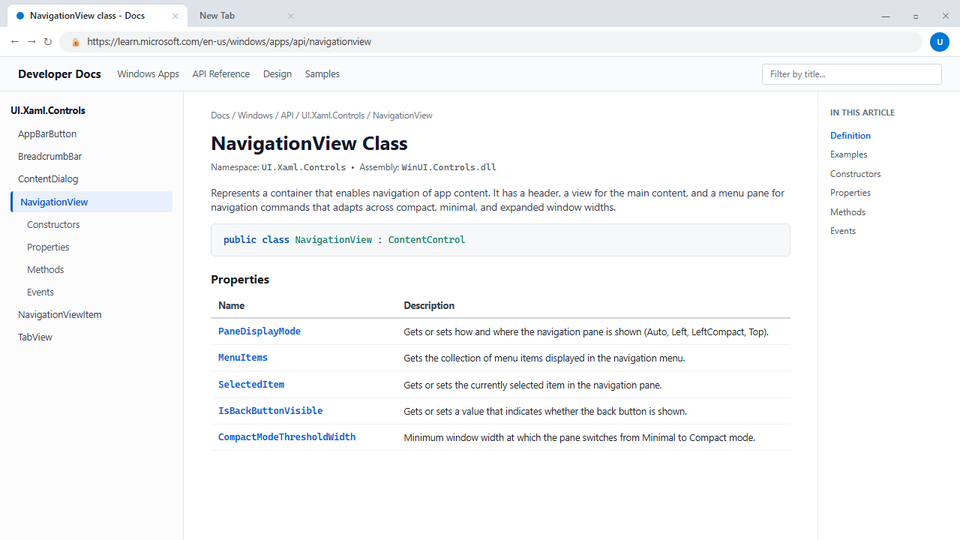 NavigationView class - Docs
New Tab
https://learn.microsoft.com/en-us/windows/apps/api/navigationview
U
Developer Docs
Windows Apps
API Reference
Design
Samples
Filter by title...
UI.Xaml.Controls
AppBarButton
BreadcrumbBar
ContentDialog
NavigationView
Constructors
Properties
Methods
Events
NavigationViewItem
TabView
Docs / Windows / API / UI.Xaml.Controls / NavigationView
NavigationView Class
Namespace: UI.Xaml.Controls • Assembly: WinUI.Controls.dll
Represents a container that enables navigation of app content. It has a header, a view for the main content, and a menu pane for
navigation commands that adapts across compact, minimal, and expanded window widths.
public class NavigationView : ContentControl
Properties
Name Description
PaneDisplayMode Gets or sets how and where the navigation pane is shown (Auto, Left, LeftCompact, Top).
MenuItems Gets the collection of menu items displayed in the navigation menu.
SelectedItem Gets or sets the currently selected item in the navigation pane.
IsBackButtonVisible Gets or sets a value that indicates whether the back button is shown.
CompactModeThresholdWidth Minimum window width at which the pane switches from Minimal to Compact mode.
IN THIS ARTICLE
Definition
Examples
Constructors
Properties
Methods
Events